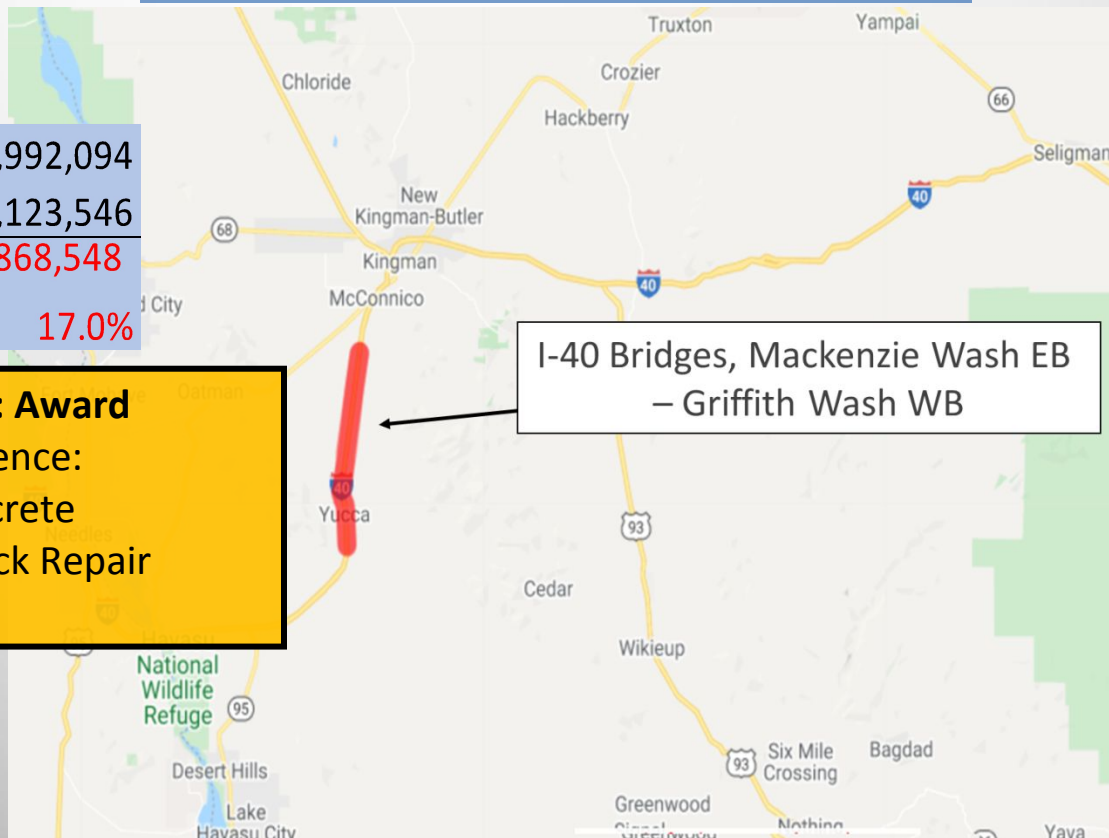 Truxton
Yampai
Chloride
Crozier
66
Hackberry
,992,094
Seligman
,123,546
40
New
Kingman-Butler
68
868,548
Kingman
40
McConnico
d City
17.0%
I-40 Bridges, Mackenzie Wash EB
– Griffith Wash WB
: Award
Oatman
ence:
crete
40
Yucca
Needles
93
ck Repair
Cedar
40
Havasu
National
Wildlife
Refuge
95
Wikieup
Desert Hills
93
Six Mile
Crossing
Bagdad
Lake
Havasu City
Greenwood
Nothing